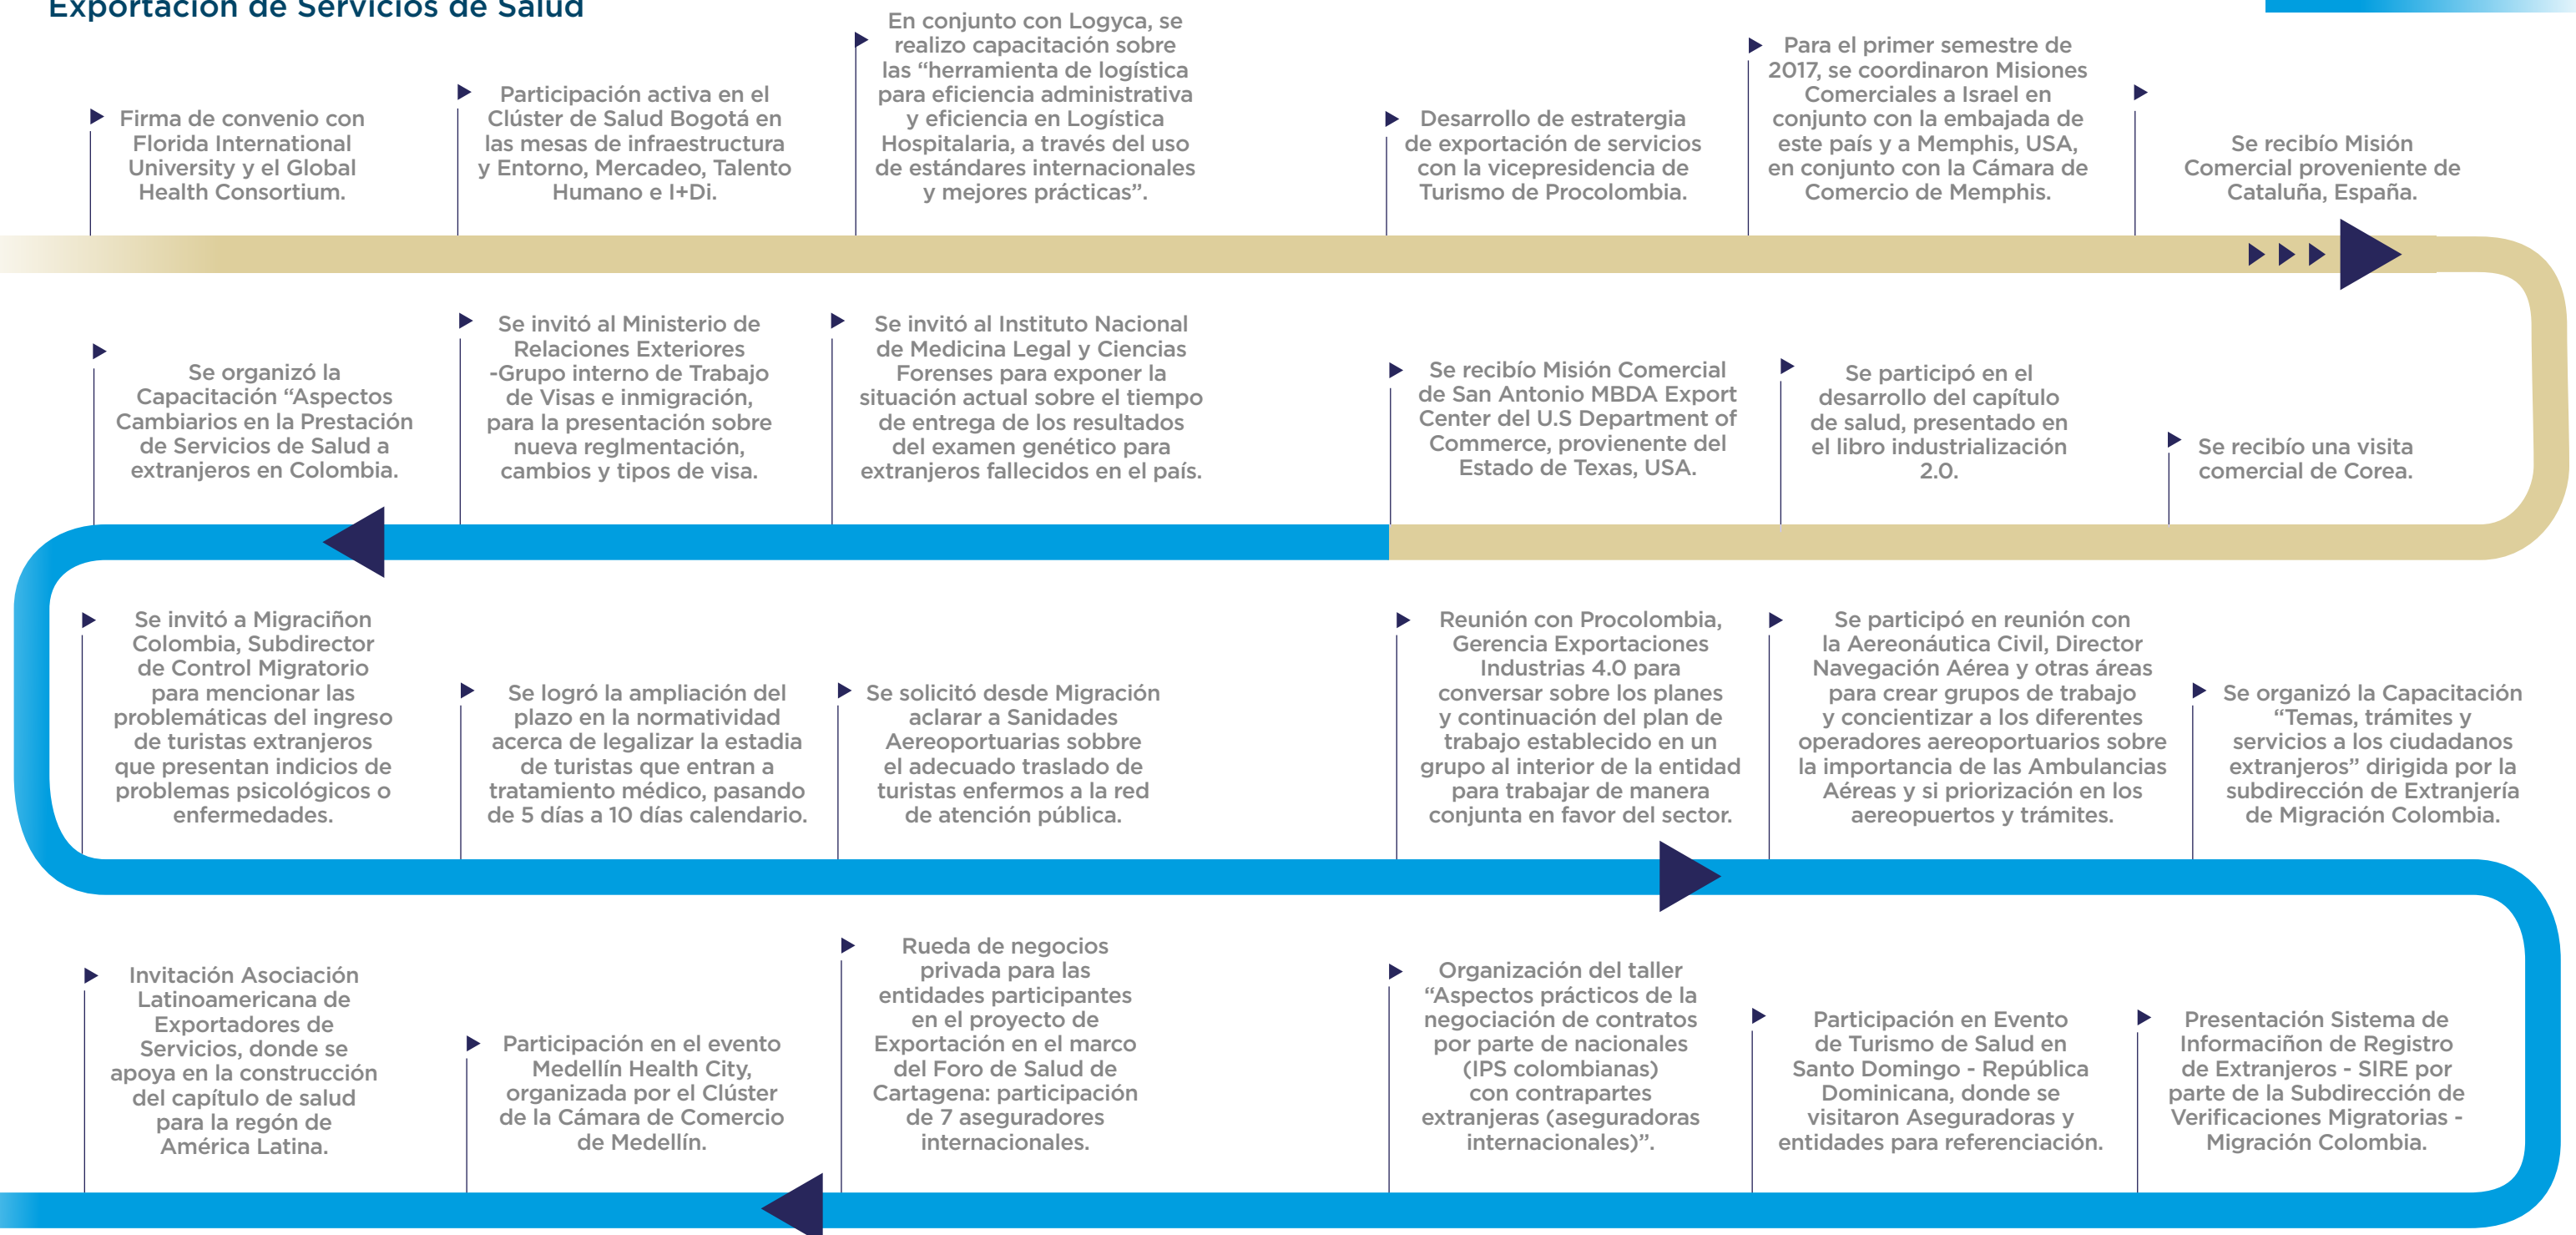 Exportación de Servicios de Salud
Firma de convenio con
Florida International
University y el Global
Health Consortium.
Participación activa en el
Clúster de Salud Bogotá en
las mesas de infraestructura
y Entorno, Mercadeo, Talento
Humano e I+Di.
En conjunto con Logyca, se
realizo capacitación sobre
las “herramienta de logística
para eficiencia administrativa
y eficiencia en Logística
Hospitalaria, a través del uso
de estándares internacionales
y mejores prácticas”.
Desarrollo de estratergia
de exportación de servicios
con la vicepresidencia de
Turismo de Procolombia.
Para el primer semestre de
2017, se coordinaron Misiones
Comerciales a Israel en
conjunto con la embajada de
este país y a Memphis, USA,
en conjunto con la Cámara de
Comercio de Memphis.
Se recibío Misión
Comercial proveniente de
Cataluña, España.
Se organizó la
Capacitación “Aspectos
Cambiarios en la Prestación
de Servicios de Salud a
extranjeros en Colombia.
Se invitó al Ministerio de
Relaciones Exteriores
-Grupo interno de Trabajo
de Visas e inmigración,
para la presentación sobre
nueva reglmentación,
cambios y tipos de visa.
Se invitó al Instituto Nacional
de Medicina Legal y Ciencias
Forenses para exponer la
situación actual sobre el tiempo
de entrega de los resultados
del examen genético para
extranjeros fallecidos en el país.
Se recibío Misión Comercial
de San Antonio MBDA Export
Center del U.S Department of
Commerce, provienente del
Estado de Texas, USA.
Se participó en el
desarrollo del capítulo
de salud, presentado en
el libro industrialización
2.0.
Se recibío una visita
comercial de Corea.
Se invitó a Migraciñon
Colombia, Subdirector
de Control Migratorio
para mencionar las
problemáticas del ingreso
de turistas extranjeros
que presentan indicios de
problemas psicológicos o
enfermedades.
Se logró la ampliación del
plazo en la normatividad
acerca de legalizar la estadia
de turistas que entran a
tratamiento médico, pasando
de 5 días a 10 días calendario.
Se solicitó desde Migración
aclarar a Sanidades
Aereoportuarias sobbre
el adecuado traslado de
turistas enfermos a la red
de atención pública.
Reunión con Procolombia,
Gerencia Exportaciones
Industrias 4.0 para
conversar sobre los planes
y continuación del plan de
trabajo establecido en un
grupo al interior de la entidad
para trabajar de manera
conjunta en favor del sector.
Se participó en reunión con
la Aereonáutica Civil, Director
Navegación Aérea y otras áreas
para crear grupos de trabajo
y concientizar a los diferentes
operadores aereoportuarios sobre
la importancia de las Ambulancias
Aéreas y si priorización en los
aereopuertos y trámites.
Se organizó la Capacitación
“Temas, trámites y
servicios a los ciudadanos
extranjeros” dirigida por la
subdirección de Extranjería
de Migración Colombia.
Invitación Asociación
Latinoamericana de
Exportadores de
Servicios, donde se
apoya en la construcción
del capítulo de salud
para la regón de
América Latina.
Participación en el evento
Medellín Health City,
organizada por el Clúster
de la Cámara de Comercio
de Medellín.
Rueda de negocios
privada para las
entidades participantes
en el proyecto de
Exportación en el marco
del Foro de Salud de
Cartagena: participación
de 7 aseguradores
internacionales.
Organización del taller
“Aspectos prácticos de la
negociación de contratos
por parte de nacionales
(IPS colombianas)
con contrapartes
extranjeras (aseguradoras
internacionales)”.
Participación en Evento
de Turismo de Salud en
Santo Domingo - República
Dominicana, donde se
visitaron Aseguradoras y
entidades para referenciación.
Presentación Sistema de
Informaciñon de Registro
de Extranjeros - SIRE por
parte de la Subdirección de
Verificaciones Migratorias -
Migración Colombia.